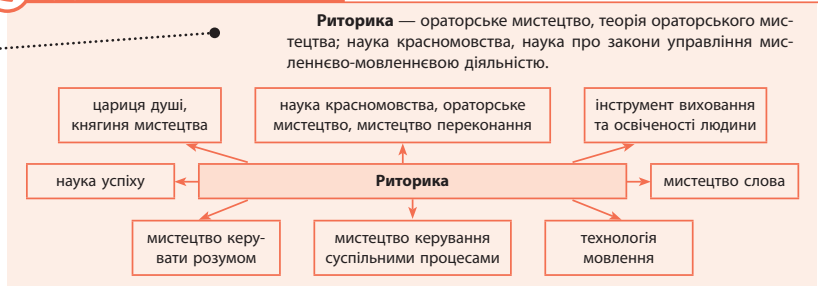 Риторика — ораторське мистецтво, теорія ораторського мис-
тецтва; наука красномовства, наука про закони управління мис-
леннєво-мовленнєвою діяльністю.
цариця душі,
княгиня мистецтва
наука красномовства, ораторське
мистецтво, мистецтво переконання
інструмент виховання
та освіченості людини
наука успіху
Риторика
мистецтво слова
мистецтво керу-
вати розумом
мистецтво керування
суспільними процесами
технологія
мовлення